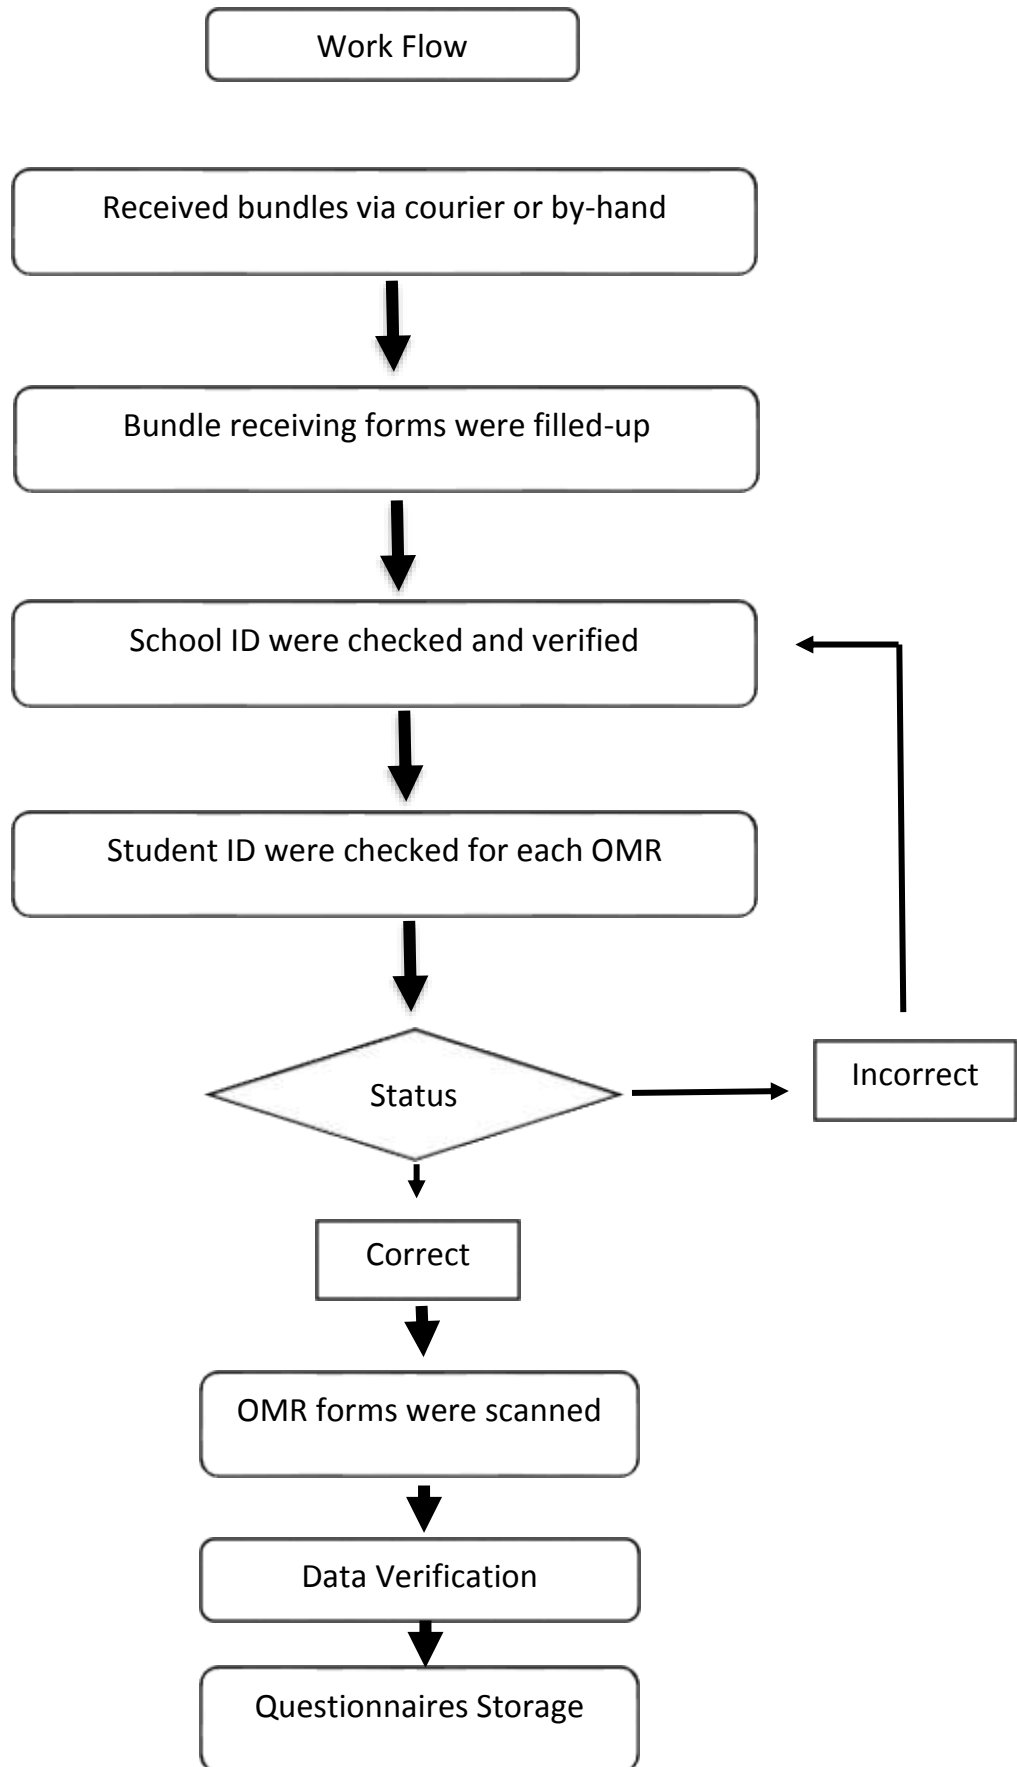 Work Flow
Received bundles via courier or by-hand
Bundle receiving forms were filled-up
School ID were checked and verified
Student ID were checked for each OMR
Status
Incorrect
Correct
OMR forms were scanned
Data Verification
Questionnaires Storage